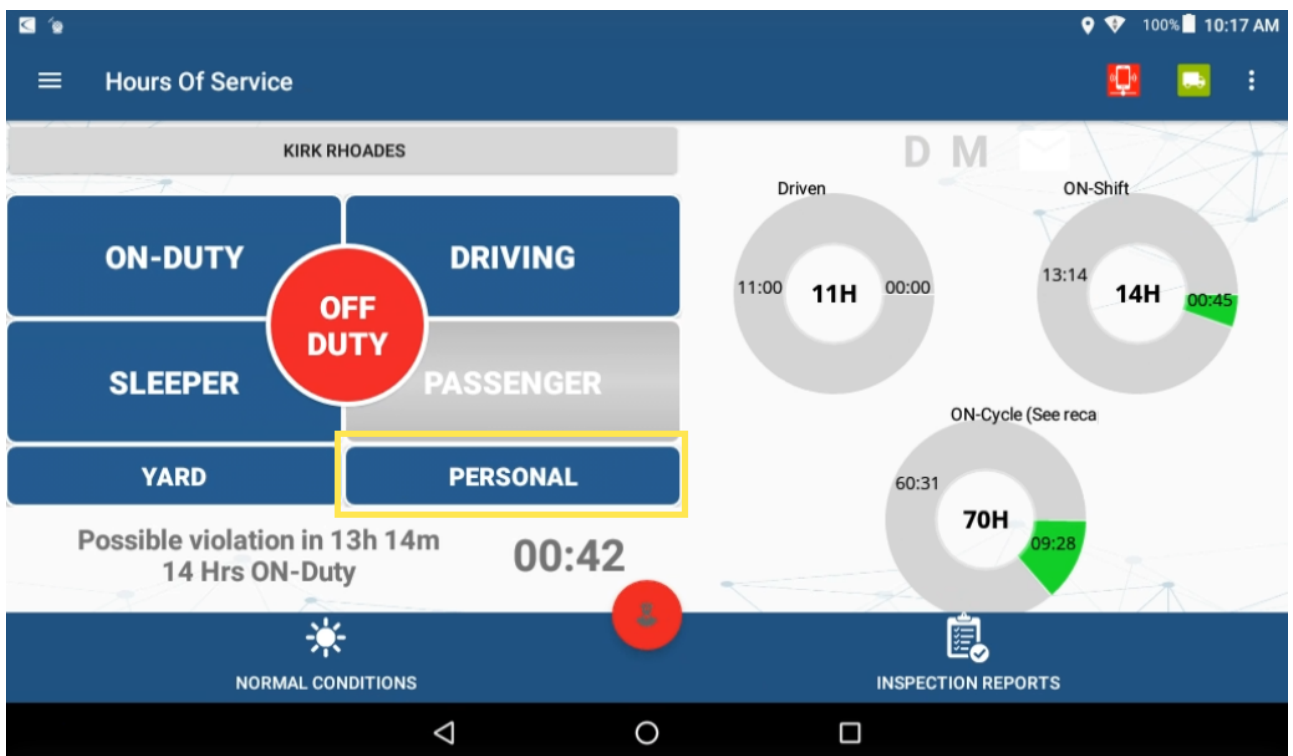 100% 10:17 AM
Hours Of Service
KIRK RHOADES
D M
ON-DUTY
DRIVING
OFF
DUTY
SLEEPER
PASSENGER
YARD
PERSONAL
Possible violation in 13h 14m
14 Hrs ON-Duty
00:42
Driven
11:00
11H
00:00
ON-Shift
13:14
14H
00:45
ON-Cycle (See reca
60:31
70H
09:28
NORMAL CONDITIONS
INSPECTION REPORTS